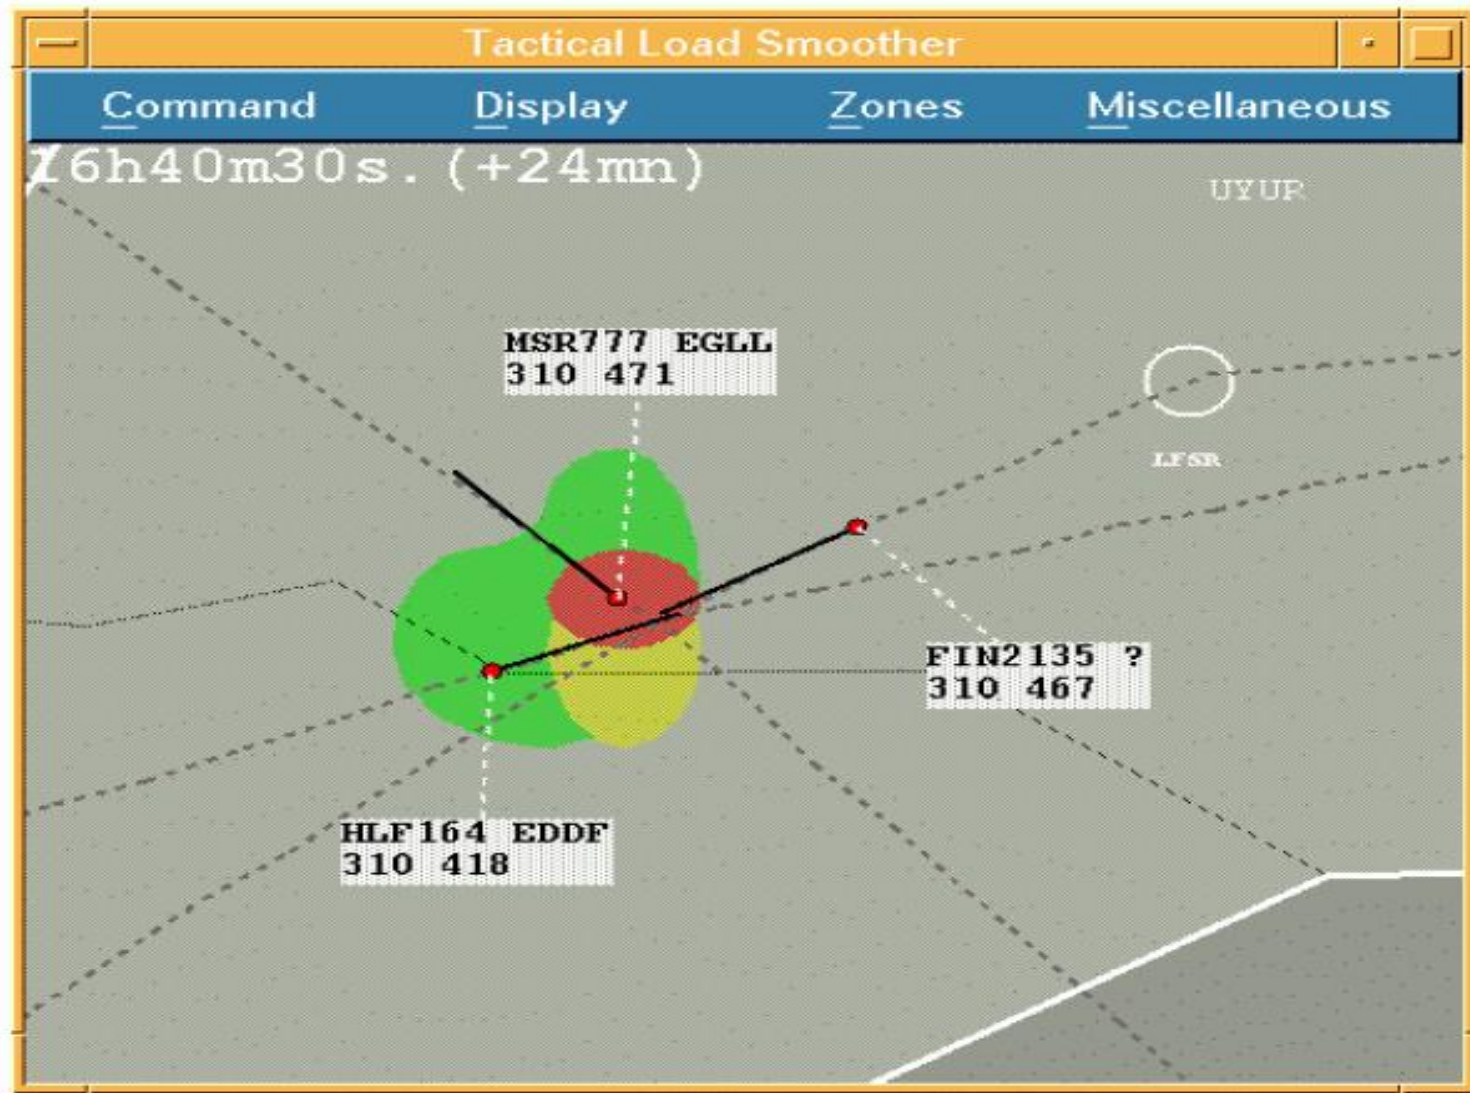 Tactical Load Smoother
Command Display Zones Miscellaneous
16h40m30s.(+24mn)
UYUR
MSR777 EGLL
310 471
LFSR
FIN2135 ?
310 467
HLF164 EDDF
310 418